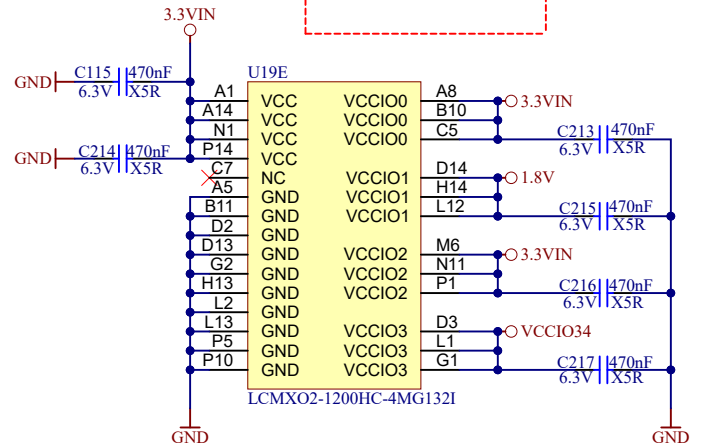 3.3VIN
C115 470nF
GND 6.3V X5R
C214 470nF
GND 6.3V X5R
U19E
A1 VCC VCCIO0 A8 3.3VIN
A14 VCC VCCIO0 B10
N1 VCC VCCIO0 C5 C213 470nF
P14 VCC 6.3V X5R
C7 NC VCCIO1 D14 1.8V
A5 GND VCCIO1 H14
B11 GND VCCIO1 L12 C215 470nF
D2 GND 6.3V X5R
D13 GND VCCIO2 M6 3.3VIN
G2 GND VCCIO2 N11
H13 GND VCCIO2 P1 C216 470nF
L2 GND 6.3V X5R
L13 GND VCCIO3 D3 VCCIO34
P5 GND VCCIO3 L1
P10 GND VCCIO3 G1 C217 470nF
6.3V X5R
LCMXO2-1200HC-4MG132I
GND GND